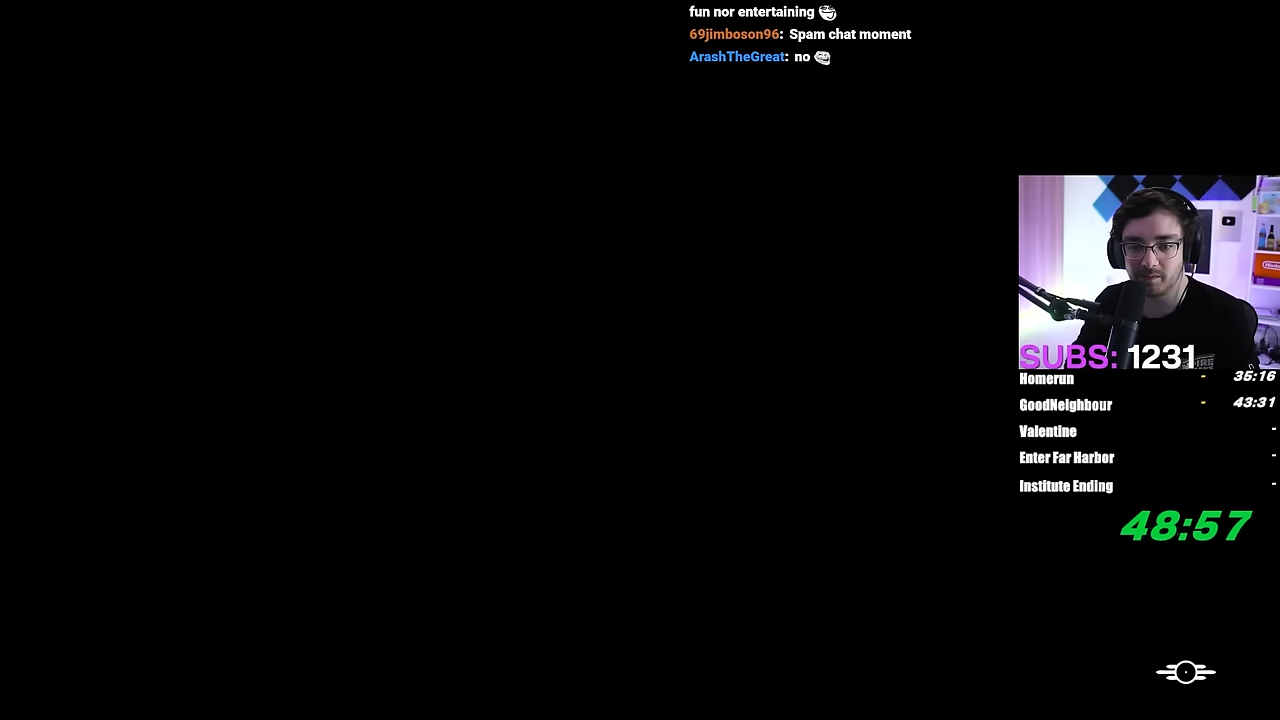 fun nor entertaining
69jimboson96: Spam chat moment
ArashTheGreat: no
SUBS: 1231
Homerun - 35:16
GoodNeighbour - 43:31
Valentine -
Enter Far Harbor -
Institute Ending -
48:57